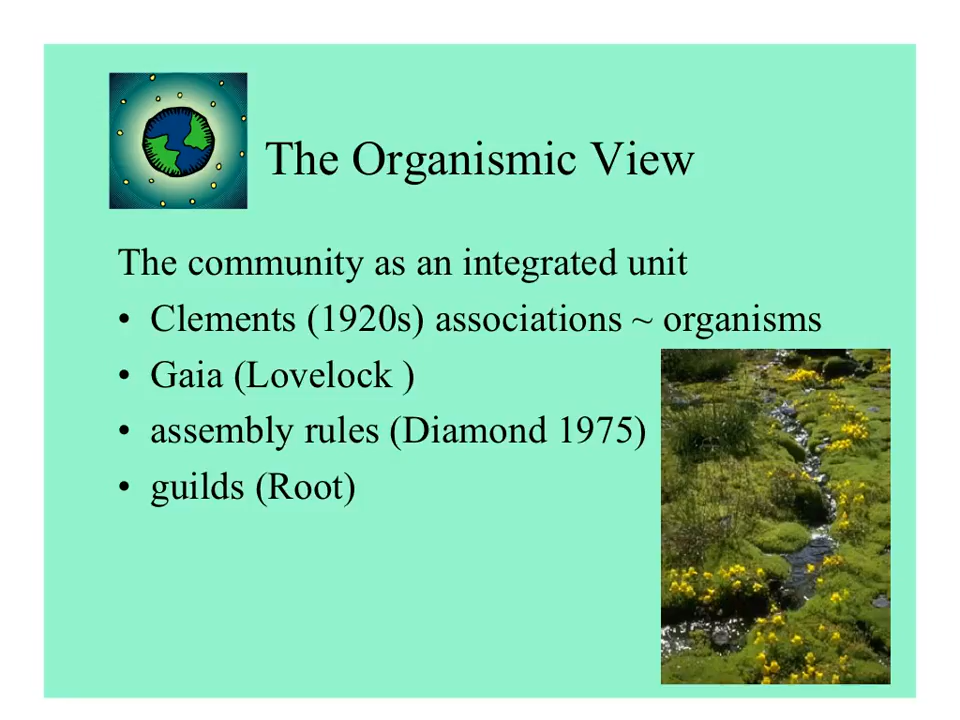 The Organismic View
The community as an integrated unit
• Clements (1920s) associations ~ organisms
• Gaia (Lovelock )
• assembly rules (Diamond 1975)
• guilds (Root)